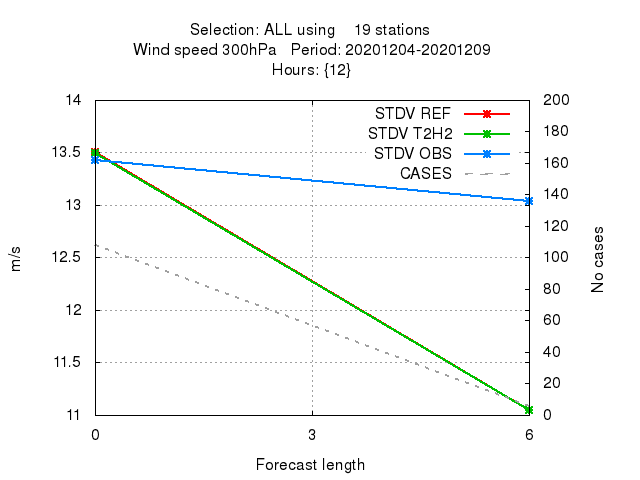 Selection: ALL using 19 stations
Wind speed 300hPa Period: 20201204-20201209
Hours: {12}
14
13.5
13
12.5
12
11.5
11
200
180
160
140
120
100
80
60
40
20
0
STDV REF
STDV T2H2
STDV OBS
CASES
m/s
No cases
0
3
6
Forecast length